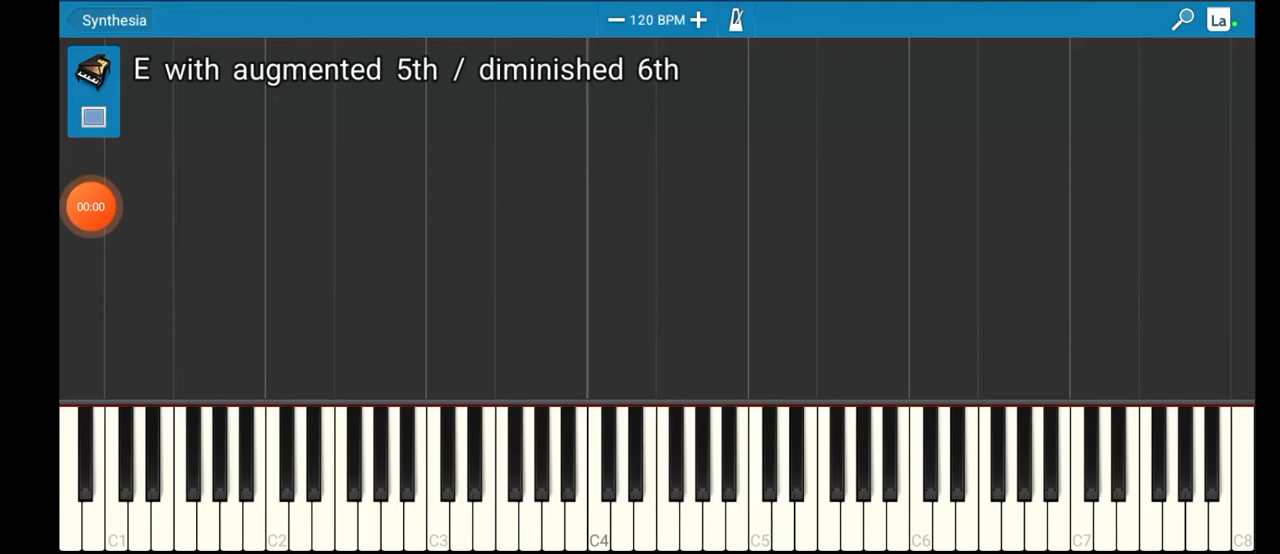 Synthesia
120 BPM
La
E with augmented 5th / diminished 6th
00:00
C1 C2 C3 C4 C5 C6 C7 C8